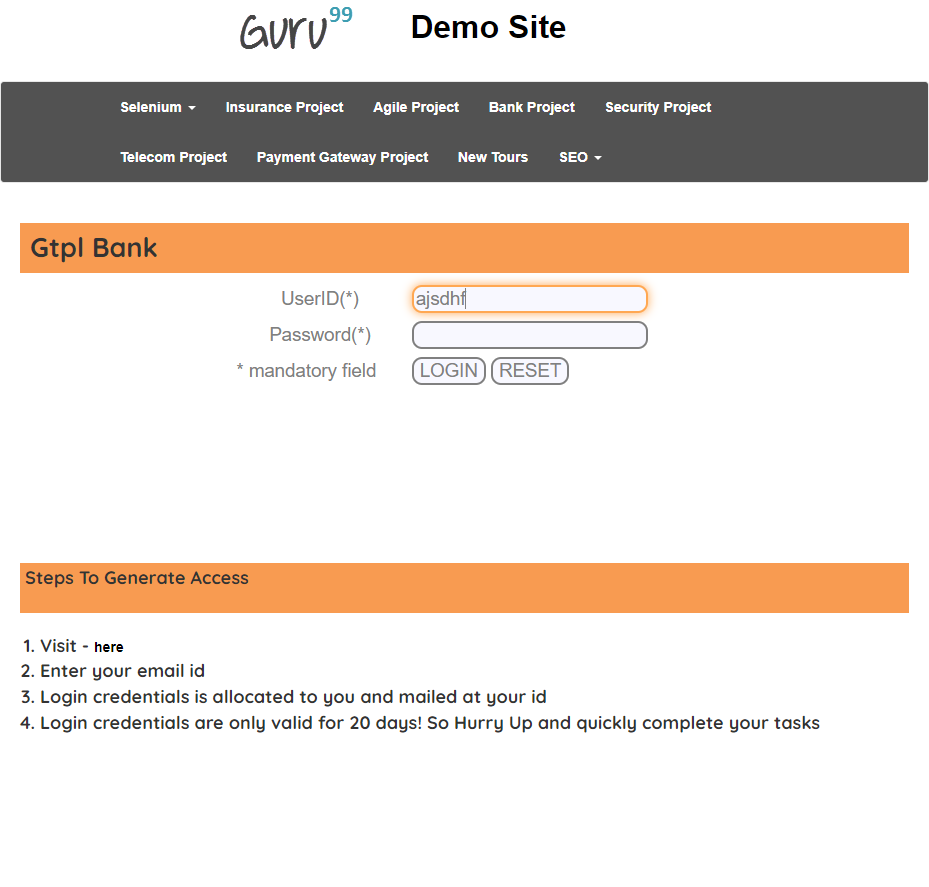 Guru99 Demo Site
Selenium Insurance Project Agile Project Bank Project Security Project
Telecom Project Payment Gateway Project New Tours SEO
Gtpl Bank
UserID(*) ajsdhf
Password(*)
* mandatory field LOGIN RESET
Steps To Generate Access
1. Visit - here
2. Enter your email id
3. Login credentials is allocated to you and mailed at your id
4. Login credentials are only valid for 20 days! So Hurry Up and quickly complete your tasks